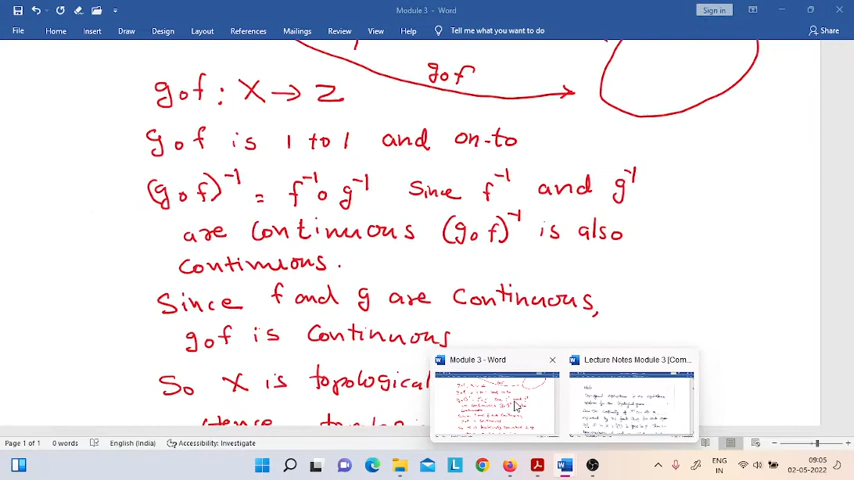 Module 3 - Word
Sign in
File Home Insert Draw Design Layout References Mailings Review View Help Tell me what you want to do Share
gof
gof : X → Z
gof is 1 to 1 and on-to
(gof)⁻¹ = f⁻¹o g⁻¹ Since f⁻¹ and g⁻¹
are continuous (gof)⁻¹ is also
continuous.
Since f and g are continuous,
gof is continuous
So X is topological
Hence
Module 3 - Word
Lecture Notes Module 3 [Com...
Page 1 of 1 0 words English (India) Accessibility: Investigate 100%
ENG
IN
09:05
02-05-2022